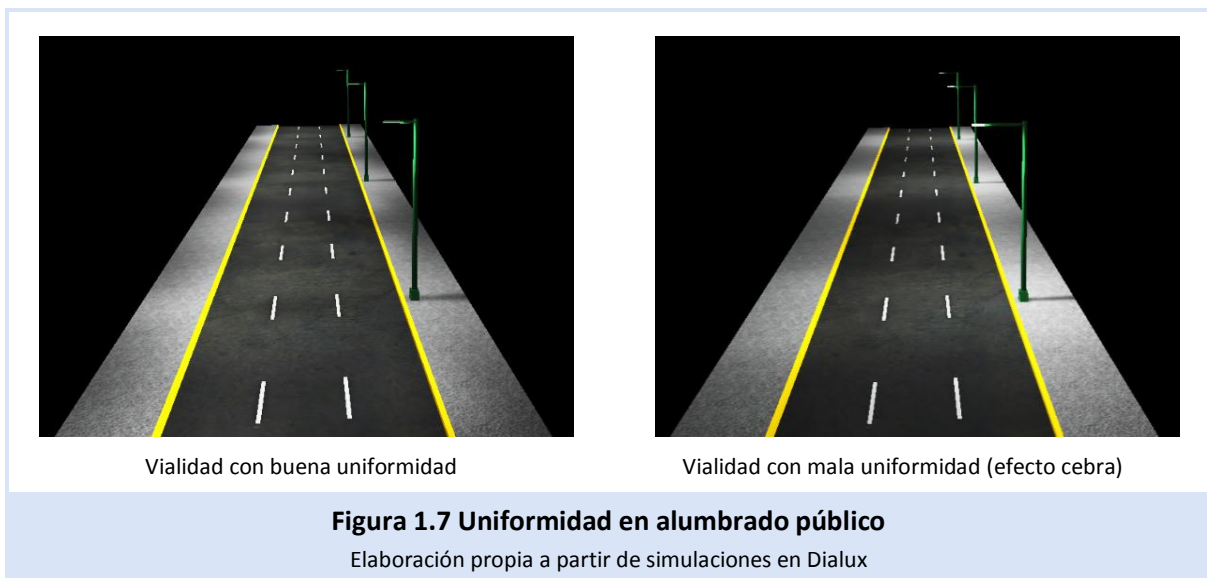 Vialidad con buena uniformidad
Vialidad con mala uniformidad (efecto cebra)
Figura 1.7 Uniformidad en alumbrado público
Elaboración propia a partir de simulaciones en Dialux